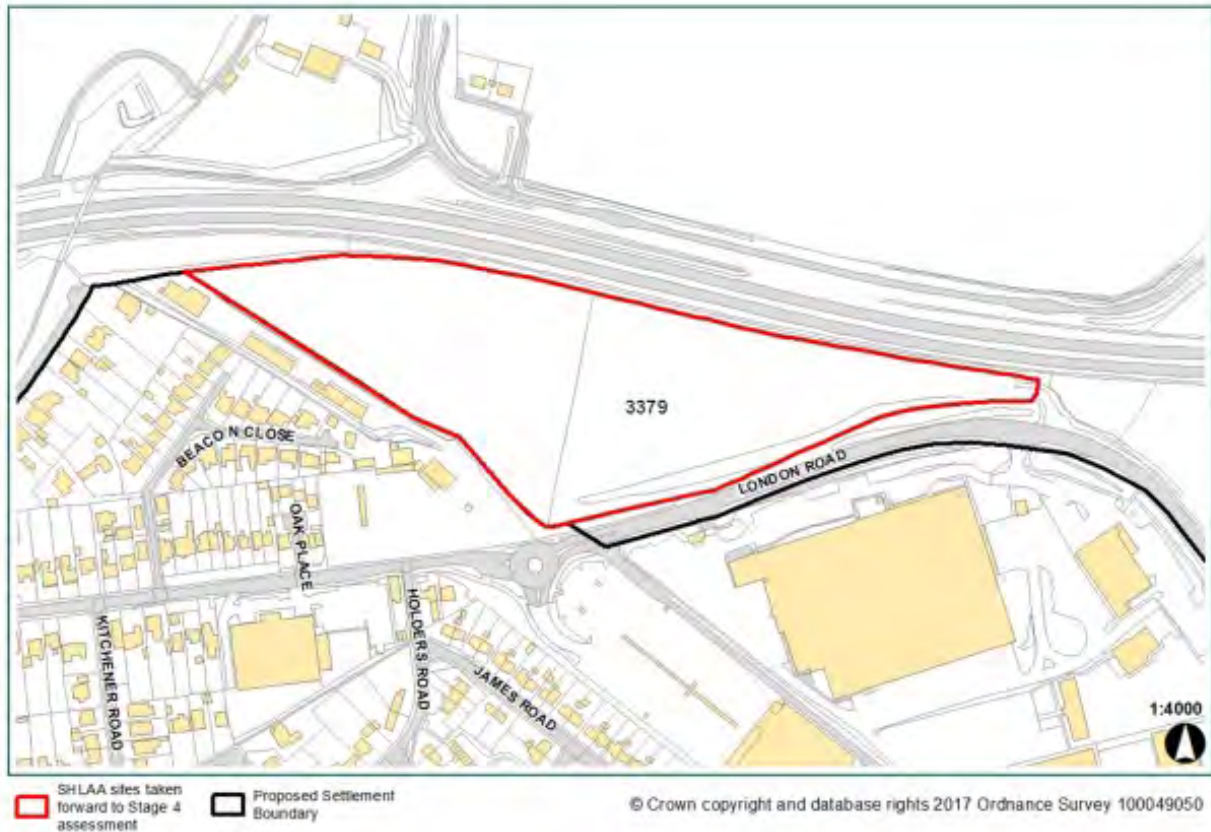 3379
LONDON ROAD
BEACON CLOSE
OAK PLACE
HOLDERS ROAD
KITCHENER ROAD
JAMES ROAD
1:4000
SHLAA sites taken
forward to Stage 4
assessment
Proposed Settlement
Boundary
© Crown copyright and database rights 2017 Ordnance Survey 100049050